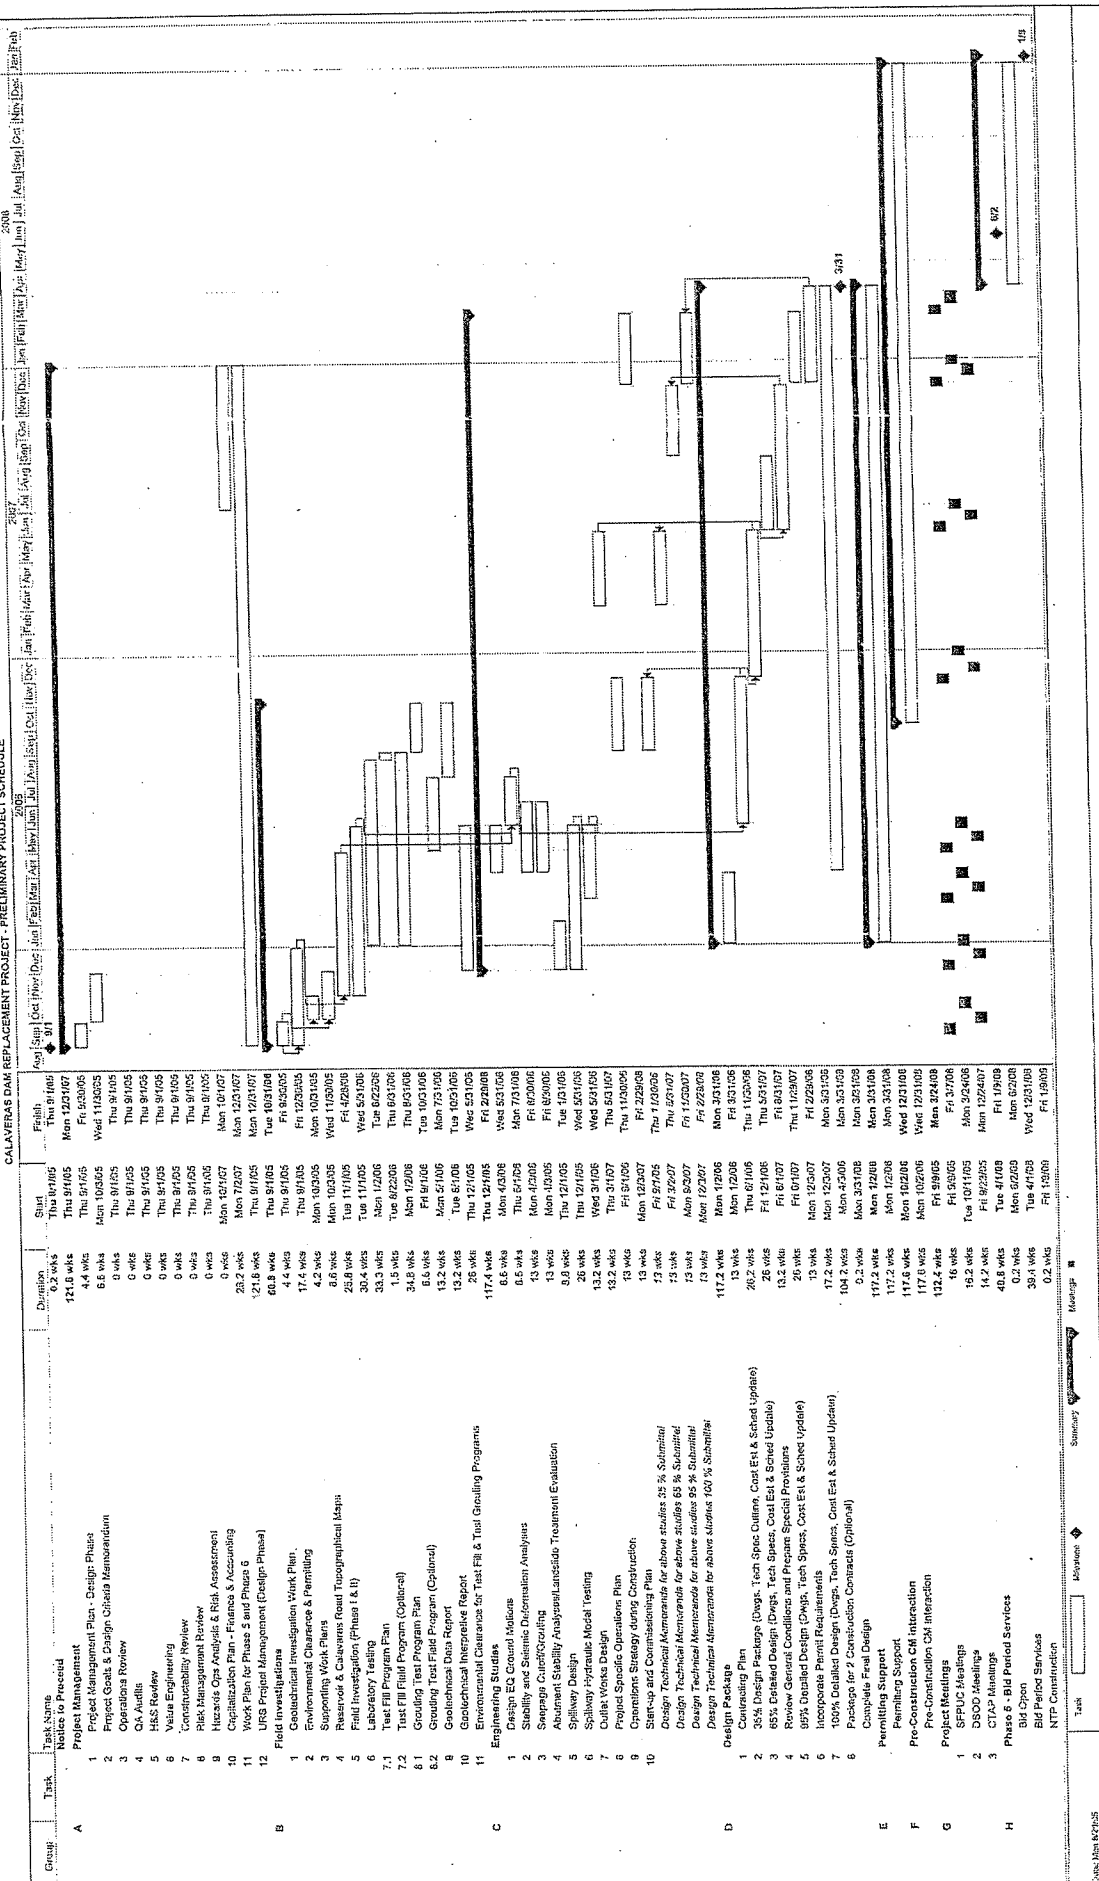 CALAVERAS DAM REPLACEMENT PROJECT - PRELIMINARY PROJECT SCHEDULE
2006 2007 2008
Group Task Task Name Duration Start Finish Aug Sep Oct Nov Dec Jan Feb Mar Apr May Jun Jul Aug Sep Oct Nov Dec Jan Feb Mar Apr May Jun Jul Aug Sep Oct Nov Dec Jan Feb Mar Apr May Jun Jul Aug Sep Oct Nov Dec Jan Feb
Notice to Proceed 0.2 wks Thu 9/1/05 Thu 9/1/05 9/1
A Project Management 121.6 wks Thu 9/1/05 Mon 12/31/07
1 Project Management Plan - Design Phase 4.4 wks Thu 9/1/05 Fri 9/30/05
2 Project Goals & Design Criteria Memorandum 8.6 wks Mon 10/3/05 Wed 11/30/05
3 Operations Review 0 wks Thu 9/1/05 Thu 9/1/05
4 QA Audits 0 wks Thu 9/1/05 Thu 9/1/05
5 H&S Review 0 wks Thu 9/1/05 Thu 9/1/05
6 Value Engineering 0 wks Thu 9/1/05 Thu 9/1/05
7 Constructability Review 0 wks Thu 9/1/05 Thu 9/1/05
8 Risk Management Review 0 wks Thu 9/1/05 Thu 9/1/05
9 Hazards Ops Analysis & Risk Assessment 0 wks Thu 9/1/05 Thu 9/1/05
10 Capitalization Plan - Finance & Accounting 0 wks Mon 10/1/07 Mon 10/1/07
11 Work Plan for Phase 5 and Phase 6 26.2 wks Mon 7/2/07 Mon 12/31/07
12 URS Project Management (Design Phase) 121.6 wks Thu 9/1/05 Mon 12/31/07
B Field Investigations 60.8 wks Thu 9/1/05 Tue 10/31/06
1 Geotechnical Investigation Work Plan 4.4 wks Thu 9/1/05 Fri 9/30/05
2 Environmental Clearance & Permitting 17.4 wks Thu 9/1/05 Fri 12/30/05
3 Supporting Work Plans 4.2 wks Mon 10/3/05 Mon 10/31/05
4 Reservoir & Calaveras Road Topographical Maps 8.6 wks Mon 10/3/05 Wed 11/30/05
5 Field Investigation (Phase I & II) 25.8 wks Tue 11/1/05 Fri 4/28/06
6 Laboratory Testing 30.4 wks Tue 11/1/05 Wed 5/31/06
7.1 Test Fill Program Plan 33.3 wks Mon 1/2/06 Tue 8/22/06
7.2 Test Fill Field Program (Optional) 1.5 wks Tue 8/22/06 Thu 8/31/06
8.1 Grouting Test Program Plan 34.8 wks Mon 1/2/06 Thu 8/31/06
8.2 Grouting Test Field Program (Optional) 8.6 wks Fri 9/1/06 Tue 10/31/06
9 Geotechnical Data Report 13.2 wks Mon 5/1/06 Mon 7/31/06
10 Geotechnical Interpretive Report 13.2 wks Tue 8/1/06 Tue 10/31/06
11 Environmental Clearance for Test Fill & Test Grouting Programs 26 wks Thu 12/1/05 Wed 5/31/06
C Engineering Studies 117.4 wks Thu 12/1/05 Fri 2/29/08
1 Design EQ Ground Motions 8.6 wks Mon 4/3/06 Wed 5/31/06
2 Stability and Seismic Deformation Analyses 8.6 wks Thu 6/1/06 Mon 7/31/06
3 Seepage Cutoff/Grouting 13 wks Mon 4/3/06 Fri 6/30/06
4 Abutment Stability Analyses/Landslide Treatment Evaluation 13 wks Mon 4/3/06 Fri 6/30/06
5 Spillway Design 8.8 wks Thu 12/1/05 Tue 1/31/06
6 Spillway Hydraulic Model Testing 26 wks Thu 12/1/05 Wed 5/31/06
7 Outlet Works Design 13.2 wks Wed 3/1/06 Wed 5/31/06
8 Project Specific Operations Plan 13.2 wks Thu 3/1/07 Thu 5/31/07
9 Operations Strategy during Construction 13 wks Fri 9/1/06 Thu 11/30/06
10 Start-up and Commissioning Plan 13 wks Mon 12/3/07 Fri 2/29/08
Design Technical Memoranda for above studies 35 % Submittal 13 wks Fri 9/1/06 Thu 11/30/06
Design Technical Memoranda for above studies 65 % Submittal 13 wks Fri 3/2/07 Thu 5/31/07
Design Technical Memoranda for above studies 95 % Submittal 13 wks Mon 9/3/07 Fri 11/30/07
Design Technical Memoranda for above studies 100 % Submittal 13 wks Mon 12/3/07 Fri 2/29/08
D Design Package 117.2 wks Mon 1/2/06 Mon 3/31/08
1 Contracting Plan 13 wks Mon 1/2/06 Fri 3/31/06
2 35% Design Package (Dwgs, Tech Spec Outline, Cost Est & Sched Update) 26.2 wks Thu 6/1/06 Thu 11/30/06
3 65% Detailed Design (Dwgs, Tech Specs, Cost Est & Sched Update) 26 wks Fri 12/1/06 Thu 5/31/07
4 Review General Conditions and Prepare Special Provisions 13.2 wks Fri 6/1/07 Fri 8/31/07
5 95% Detailed Design (Dwgs, Tech Specs, Cost Est & Sched Update) 26 wks Fri 6/1/07 Thu 11/29/07
6 Incorporate Permit Requirements 13 wks Mon 12/3/07 Fri 2/29/08
7 100% Detailed Design (Dwgs, Tech Specs, Cost Est & Sched Update) 17.2 wks Mon 12/3/07 Mon 3/31/08
8 Package for 2 Construction Contracts (Optional) 104.2 wks Mon 4/3/06 Mon 3/31/08
Complete Final Design 0.2 wks Mon 3/31/08 Mon 3/31/08 3/31
E Permitting Support 117.2 wks Mon 1/2/06 Mon 3/31/08
Permitting Support 117.2 wks Mon 1/2/06 Mon 3/31/08
F Pre-Construction CM Interaction 117.6 wks Mon 10/2/06 Wed 12/31/08
Pre-Construction CM Interaction 117.6 wks Mon 10/2/06 Wed 12/31/08
G Project Meetings 132.4 wks Fri 9/9/05 Mon 3/24/08
1 SFPUC Meetings 16 wks Fri 9/9/05 Fri 3/7/08
2 DSOD Meetings 16.2 wks Tue 10/11/05 Mon 3/24/08
3 CTAP Meetings 14.2 wks Fri 9/23/05 Mon 12/24/07
H Phase 5 - Bid Period Services 40.8 wks Tue 4/1/08 Fri 1/9/09
Bid Open 0.2 wks Mon 6/2/08 Mon 6/2/08 6/2
Bid Period Services 39.4 wks Tue 4/1/08 Wed 12/31/08
NTP Construction 0.2 wks Fri 1/9/09 Fri 1/9/09
Task Milestone Summary Meetings